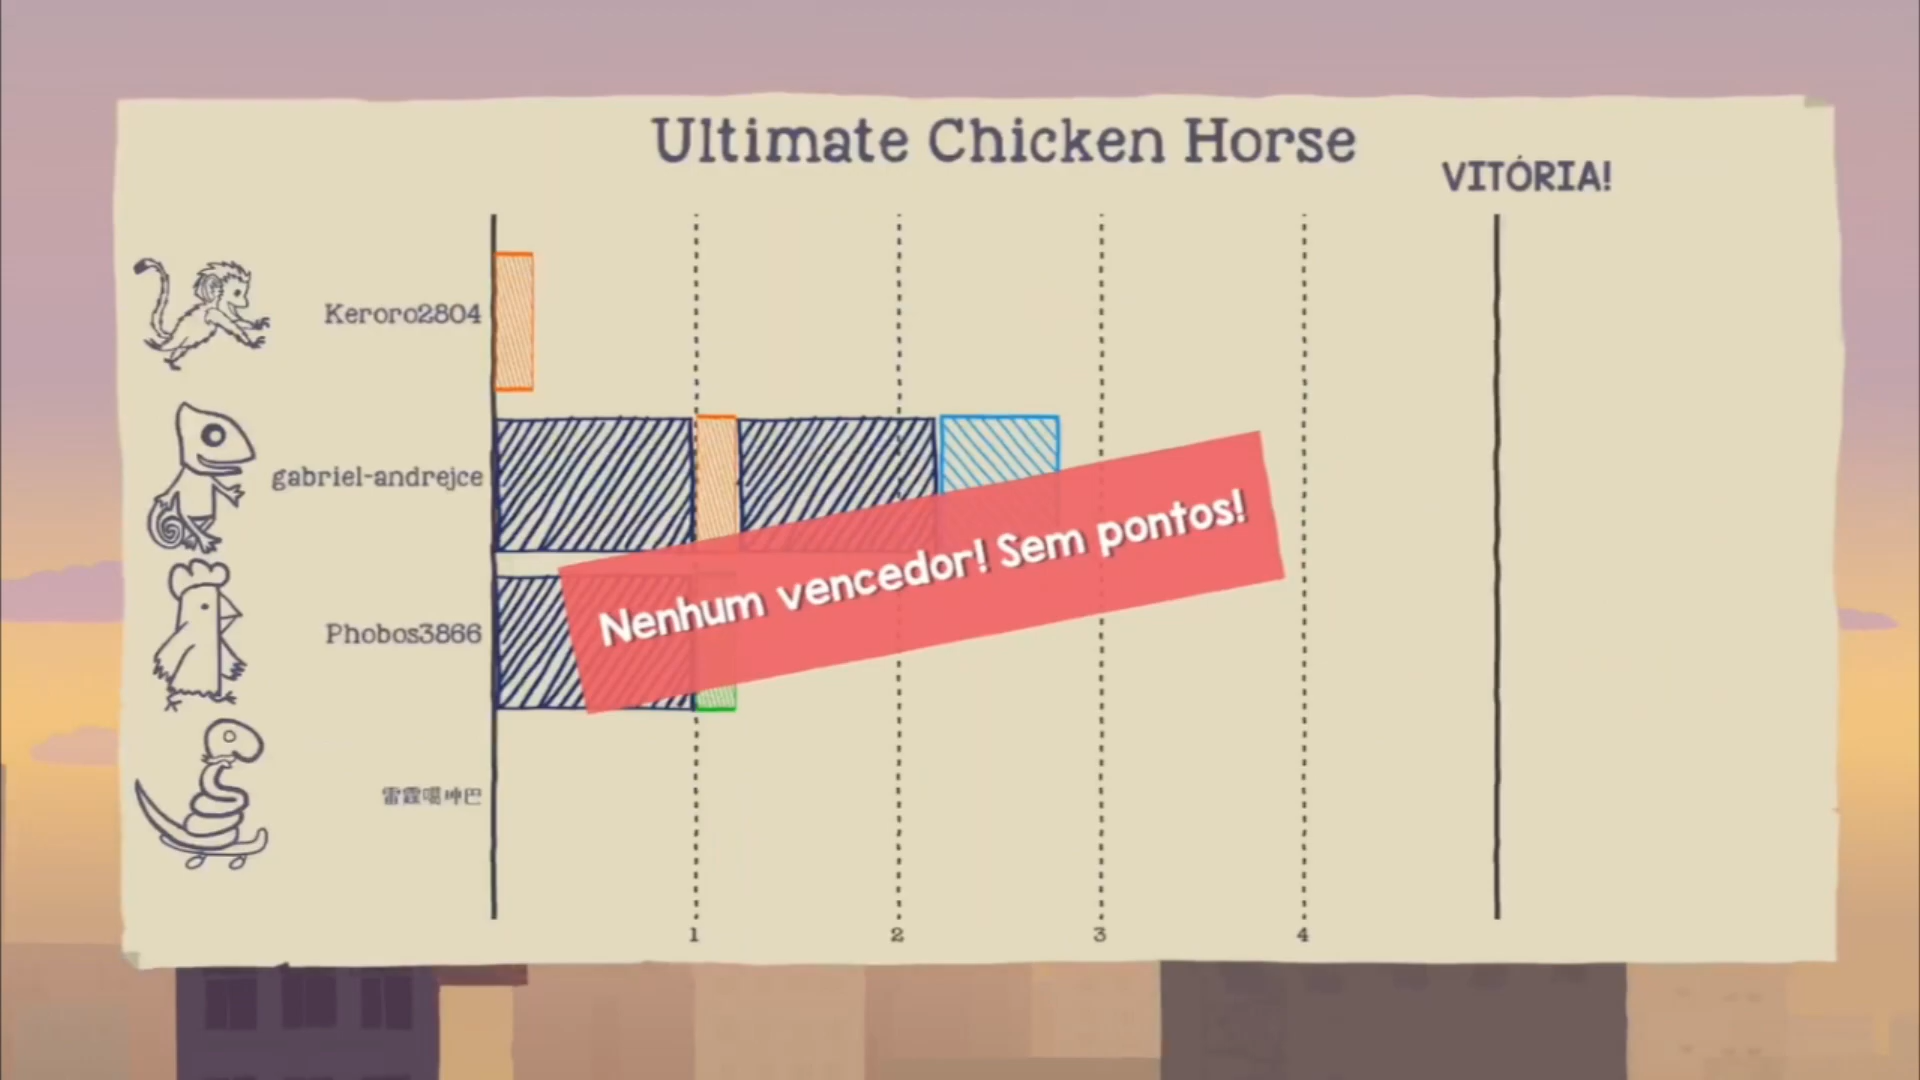 Ultimate Chicken Horse
VITÓRIA!
Keroro2804
gabriel-andrejce
Nenhum vencedor! Sem pontos!
Phobos3866
1
2
3
4